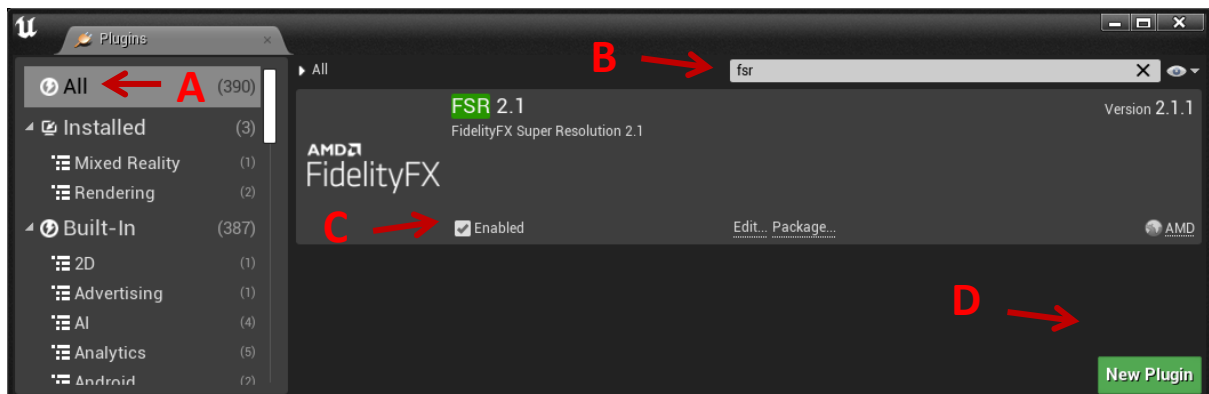 Plugins
A
All (390)
Installed (3)
Mixed Reality (1)
Rendering (2)
Built-In (387)
2D (1)
Advertising (1)
AI (4)
Analytics (5)
Android (2)
All
B
fsr
FSR 2.1
Version 2.1.1
FidelityFX Super Resolution 2.1
AMD
FidelityFX
C
Enabled
Edit... Package...
AMD
D
New Plugin